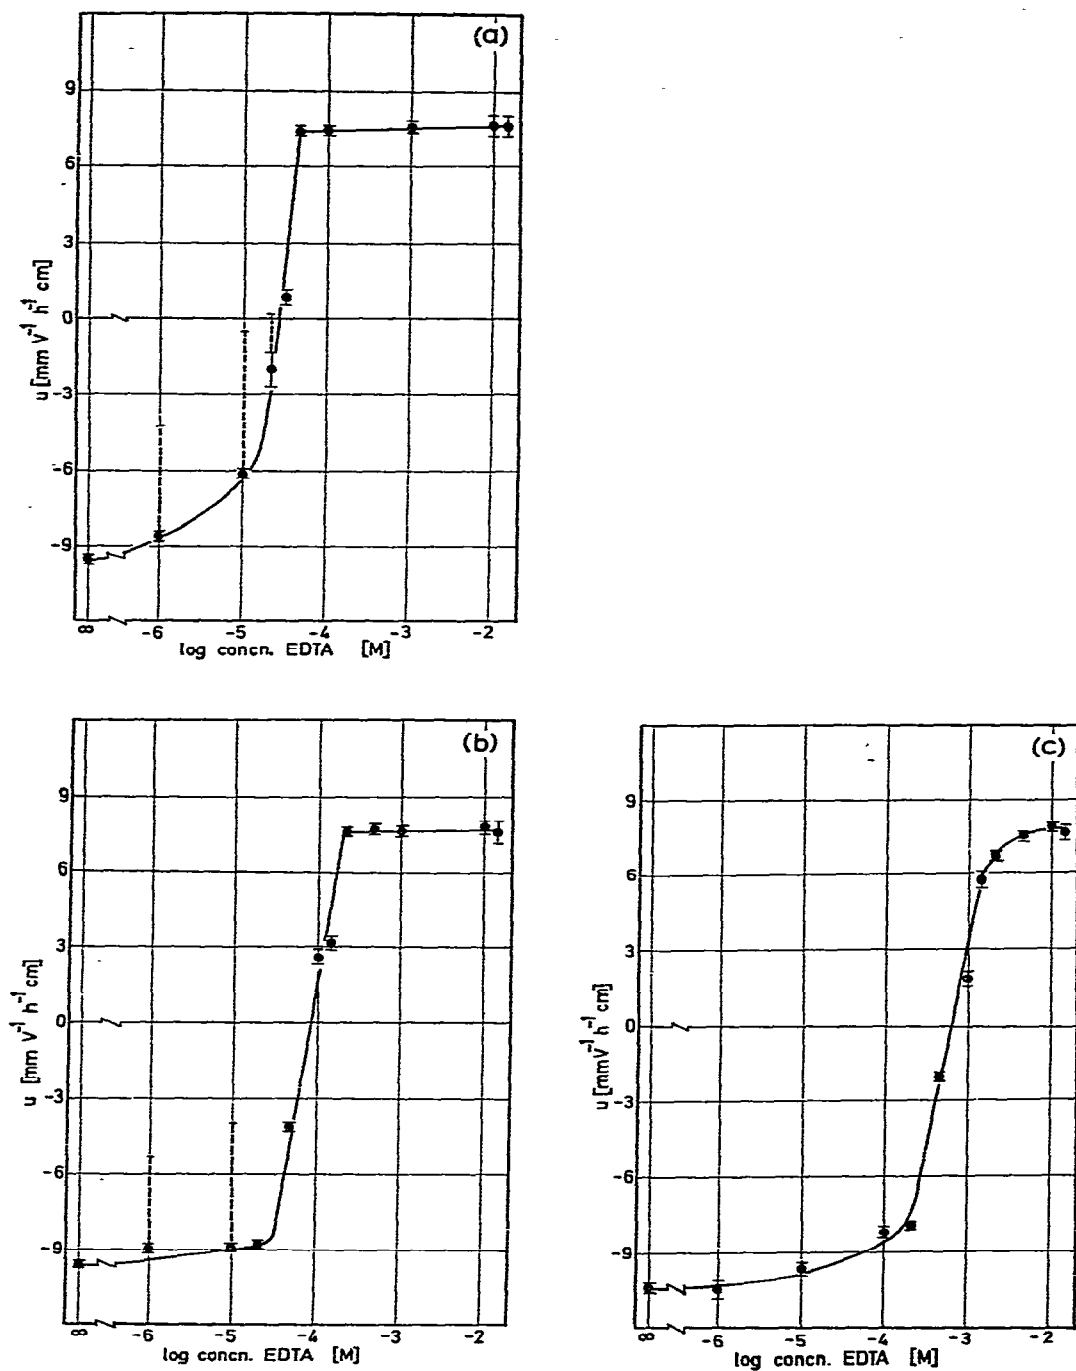 (a)
9
6
3
0
-3
-6
-9
u [mm V⁻¹ h⁻¹ cm]
∞ -6 -5 -4 -3 -2
log concn. EDTA [M]
(b)
9
6
3
0
-3
-6
-9
u [mm V⁻¹ h⁻¹ cm]
∞ -6 -5 -4 -3 -2
log concn. EDTA [M]
(c)
9
6
3
0
-3
-6
-9
u [mm V⁻¹ h⁻¹ cm]
∞ -6 -5 -4 -3 -2
log concn. EDTA [M]